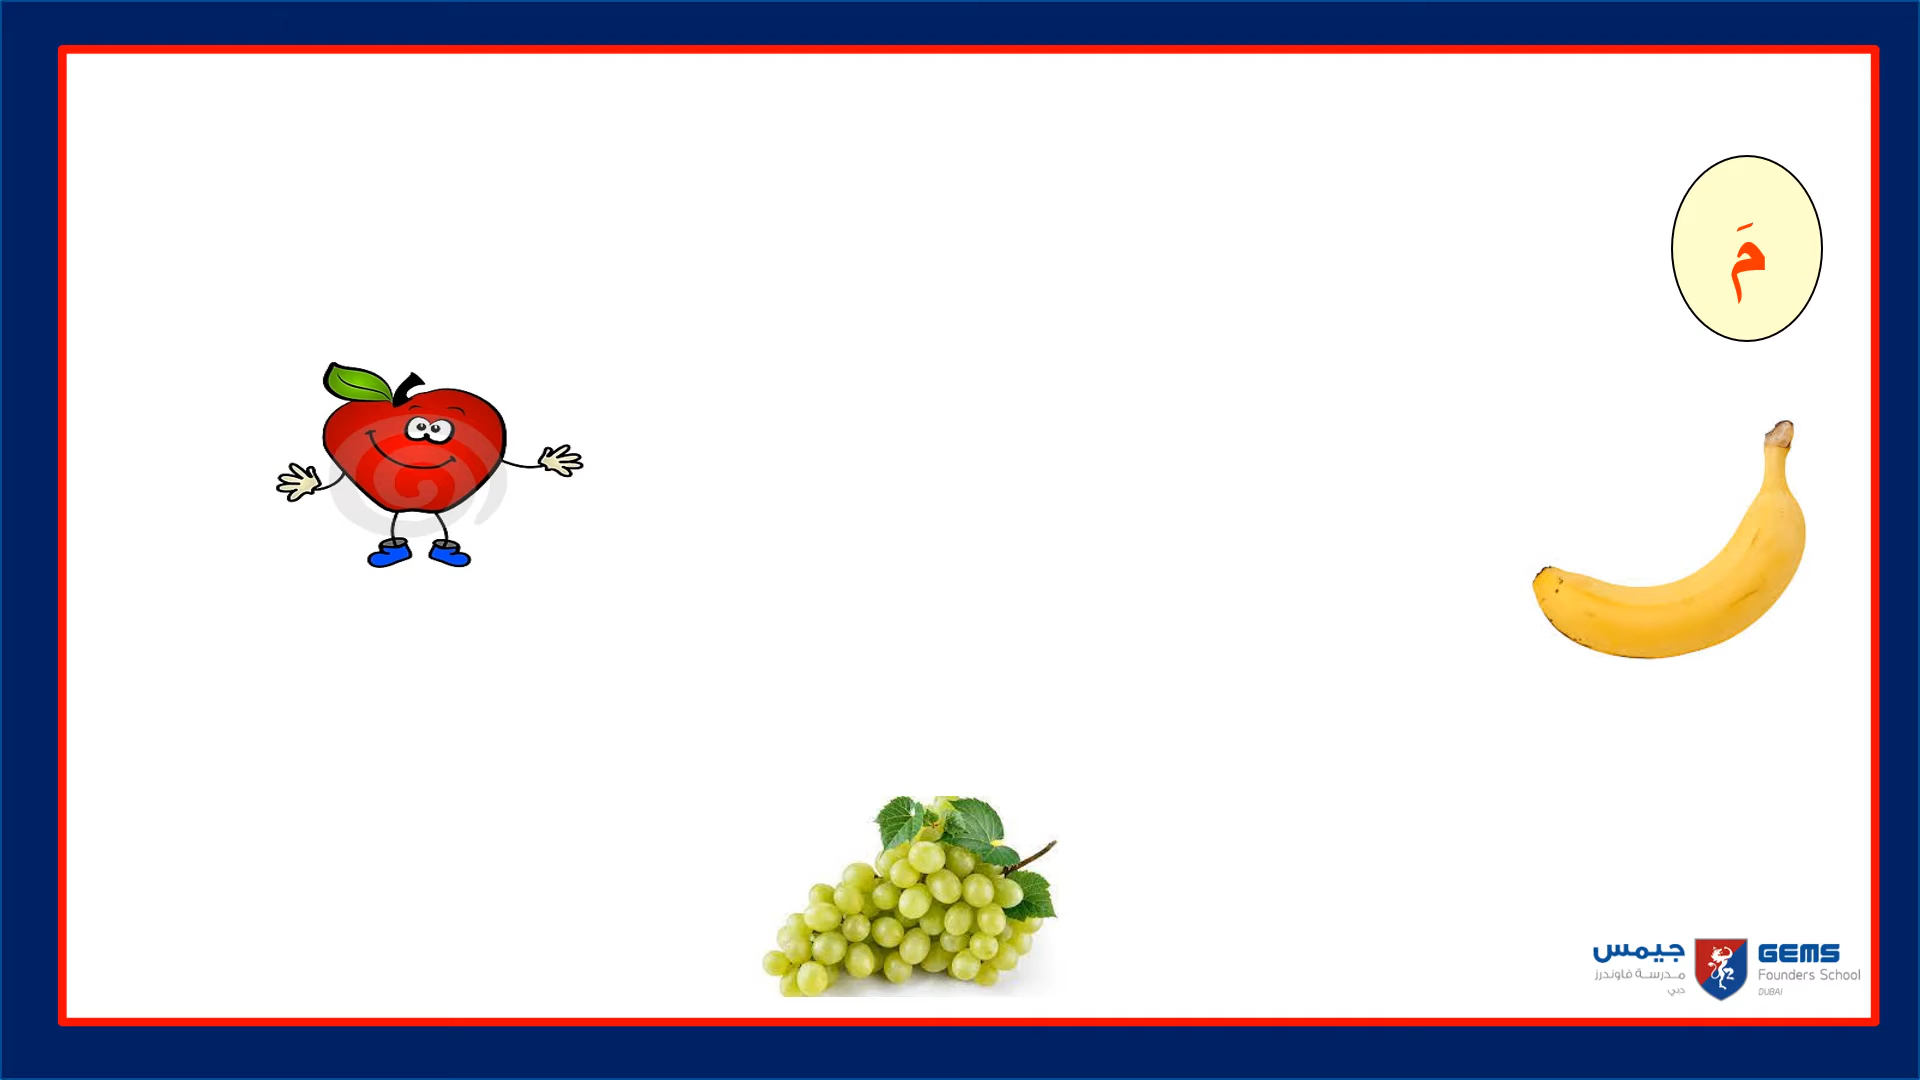 مَ
جيمس
مدرسة فاوندرز
دبي
GEMS
Founders School
DUBAI